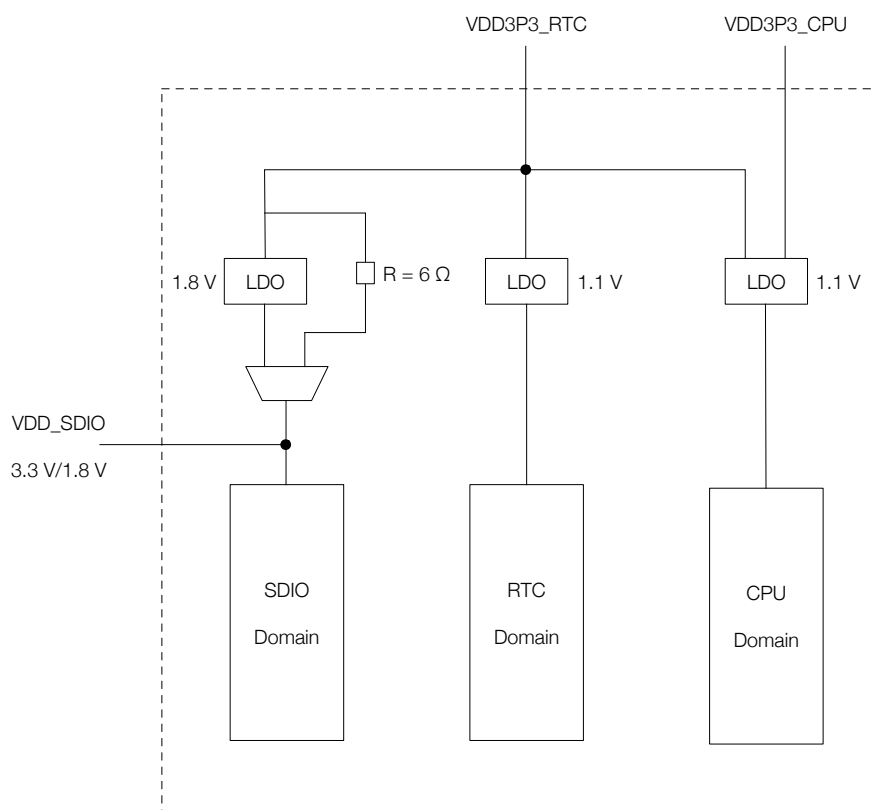 VDD3P3_RTC
VDD3P3_CPU
1.8 V
LDO
R = 6 Ω
LDO
1.1 V
LDO
1.1 V
VDD_SDIO
3.3 V/1.8 V
SDIO
Domain
RTC
Domain
CPU
Domain